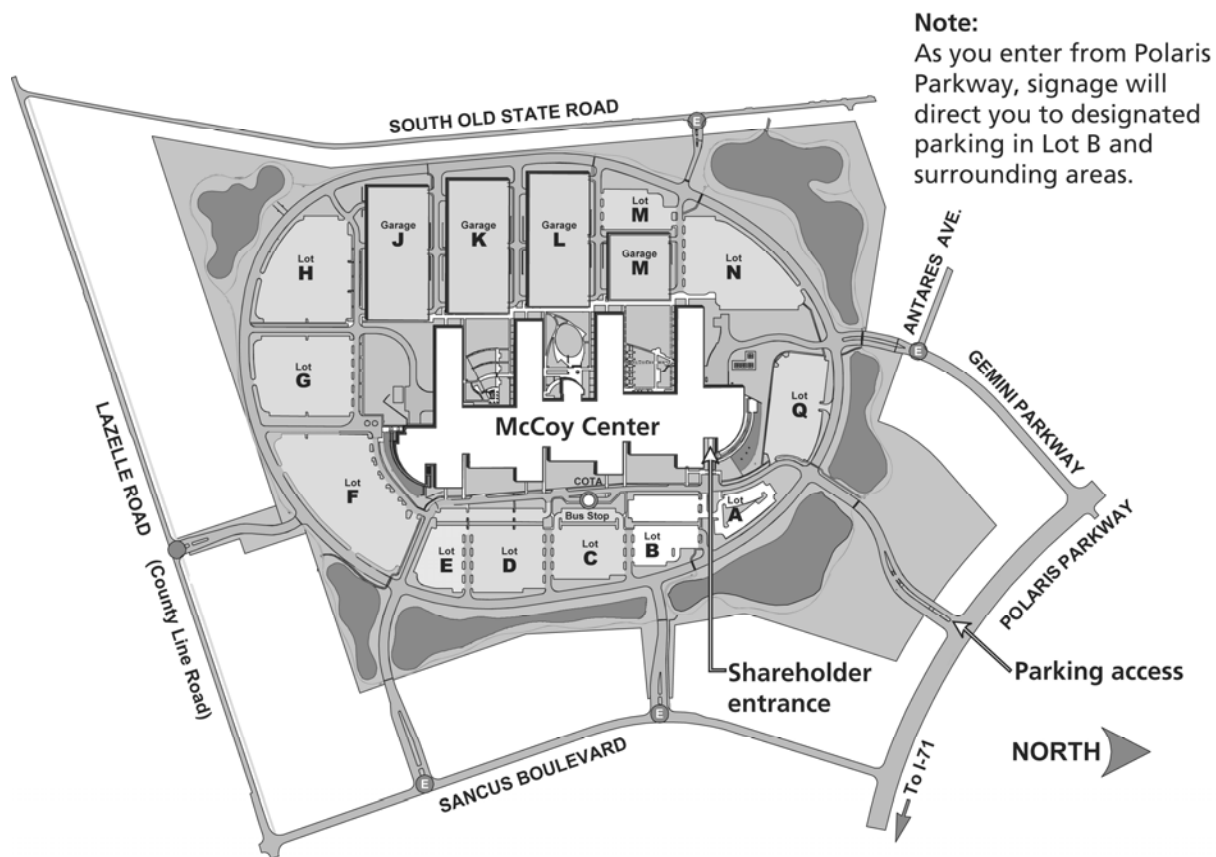 Note:
As you enter from Polaris
Parkway, signage will
direct you to designated
parking in Lot B and
surrounding areas.
SOUTH OLD STATE ROAD
E
Lot
M
Garage
J
Garage
K
Garage
L
Garage
M
Lot
H
Lot
N
ANTARES AVE.
E
GEMINI PARKWAY
Lot
G
Lot
Q
McCoy Center
LAZELLE ROAD
(County Line Road)
Lot
F
COTA
Bus Stop
Lot
A
Lot
E
Lot
D
Lot
C
Lot
B
POLARIS PARKWAY
Shareholder
entrance
Parking access
E
E
SANCUS BOULEVARD
NORTH
To I-71